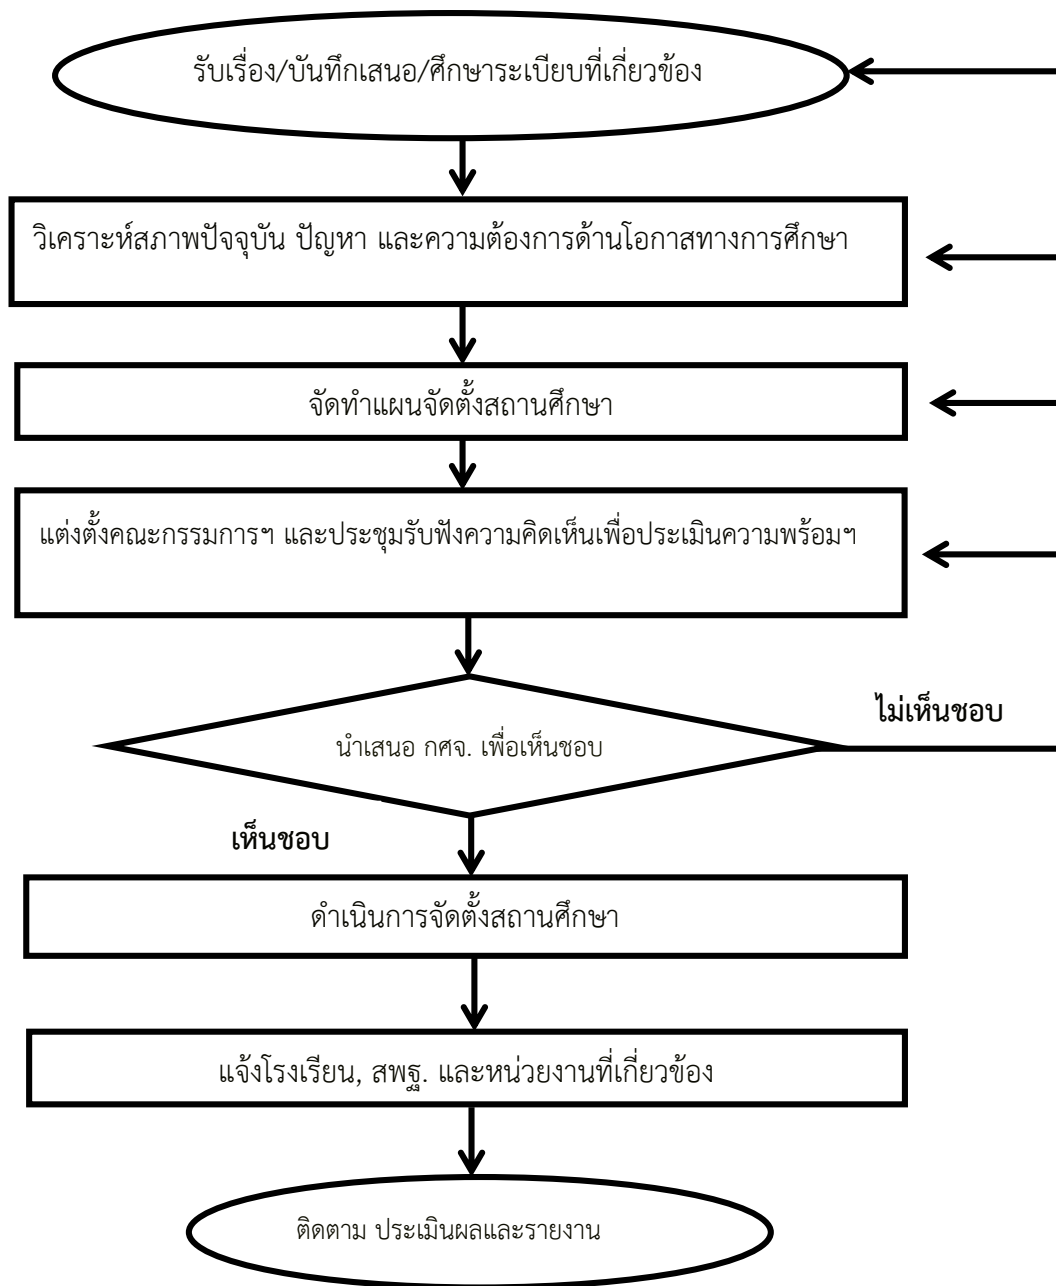 รับเรื่อง/บันทึกเสนอ/ศึกษาระเบียบที่เกี่ยวข้อง
วิเคราะห์สภาพปัจจุบัน ปัญหา และความต้องการด้านโอกาสทางการศึกษา
จัดทำแผนจัดตั้งสถานศึกษา
แต่งตั้งคณะกรรมการฯ และประชุมรับฟังความคิดเห็นเพื่อประเมินความพร้อมฯ
ไม่เห็นชอบ
นำเสนอ กศจ. เพื่อเห็นชอบ
เห็นชอบ
ดำเนินการจัดตั้งสถานศึกษา
แจ้งโรงเรียน, สพฐ. และหน่วยงานที่เกี่ยวข้อง
ติดตาม ประเมินผลและรายงาน